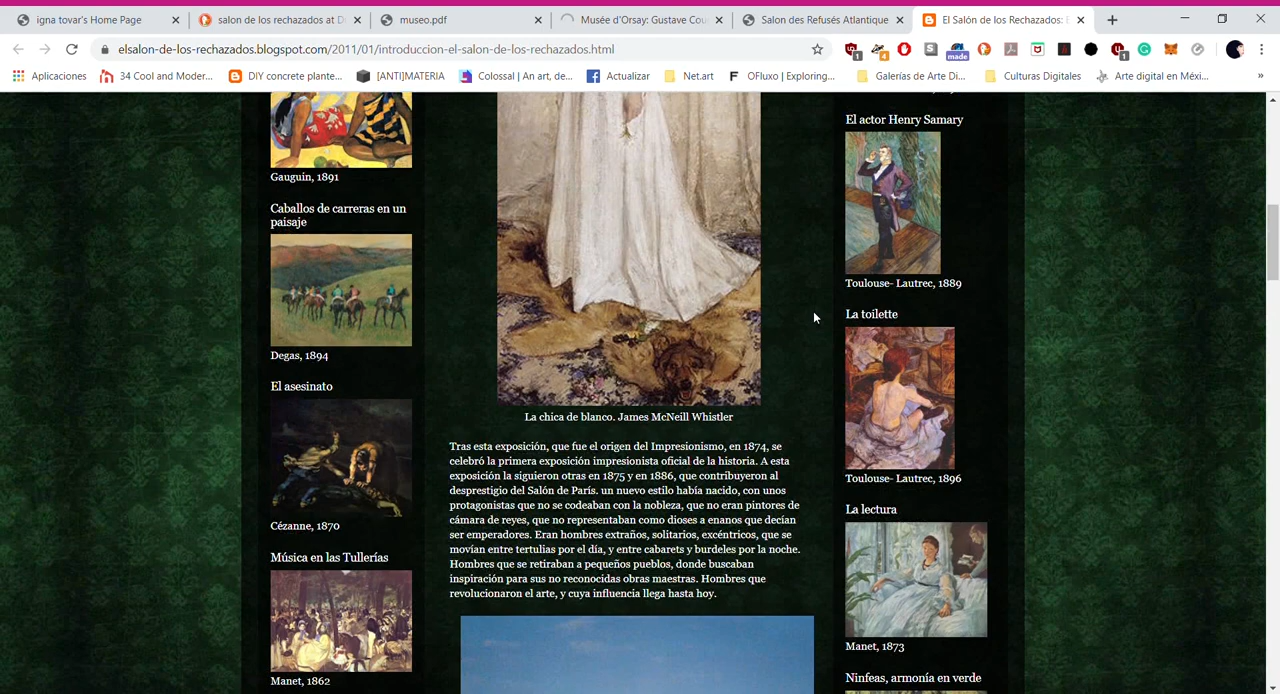 igna tovar's Home Page
salon de los rechazados at D
museo.pdf
Musée d'Orsay: Gustave Cou
Salon des Refusés Atlantique
El Salón de los Rechazados: 
elsalon-de-los-rechazados.blogspot.com/2011/01/introduccion-el-salon-de-los-rechazados.html
Aplicaciones
34 Cool and Moder...
DIY concrete plante...
[ANTI]MATERIA
Colossal | An art, de...
Actualizar
Net.art
OFluxo | Exploring...
Galerías de Arte Di...
Culturas Digitales
Arte digital en Méxi...
»
Gauguin, 1891
Caballos de carreras en un
paisaje
Degas, 1894
El asesinato
Cézanne, 1870
Música en las Tullerías
Manet, 1862
La chica de blanco. James McNeill Whistler
Tras esta exposición, que fue el origen del Impresionismo, en 1874, se
celebró la primera exposición impresionista oficial de la historia. A esta
exposición la siguieron otras en 1875 y en 1886, que contribuyeron al
desprestigio del Salón de París. un nuevo estilo había nacido, con unos
protagonistas que no se codeaban con la nobleza, que no eran pintores de
cámara de reyes, que no representaban como dioses a enanos que decían
ser emperadores. Eran hombres extraños, solitarios, excéntricos, que se
movían entre tertulias por el día, y entre cabarets y burdeles por la noche.
Hombres que se retiraban a pequeños pueblos, donde buscaban
inspiración para sus no reconocidas obras maestras. Hombres que
revolucionaron el arte, y cuya influencia llega hasta hoy.
El actor Henry Samary
Toulouse- Lautrec, 1889
La toilette
Toulouse- Lautrec, 1896
La lectura
Manet, 1873
Ninfeas, armonía en verde